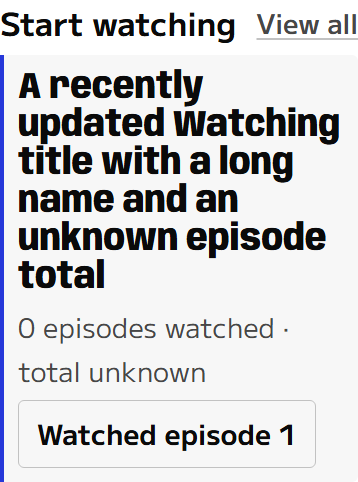 Start watching View all
A recently
updated Watching
title with a long
name and an
unknown episode
total
0 episodes watched ·
total unknown
Watched episode 1